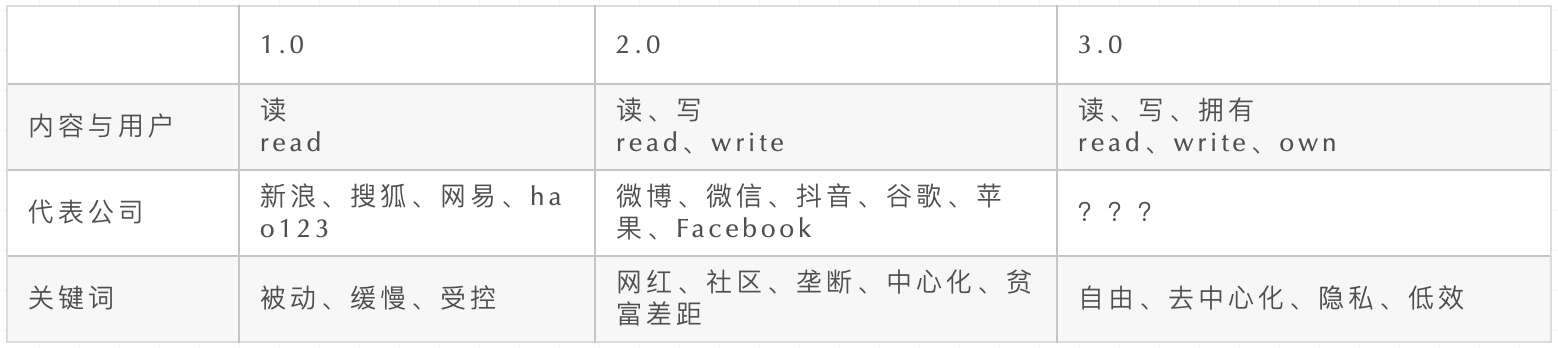 1.0
2.0
3.0
内容与用户
读
read
读、写
read、write
读、写、拥有
read、write、own
代表公司
新浪、搜狐、网易、ha
o123
微博、微信、抖音、谷歌、苹
果、Facebook
？？？
关键词
被动、缓慢、受控
网红、社区、垄断、中心化、贫
富差距
自由、去中心化、隐私、低效